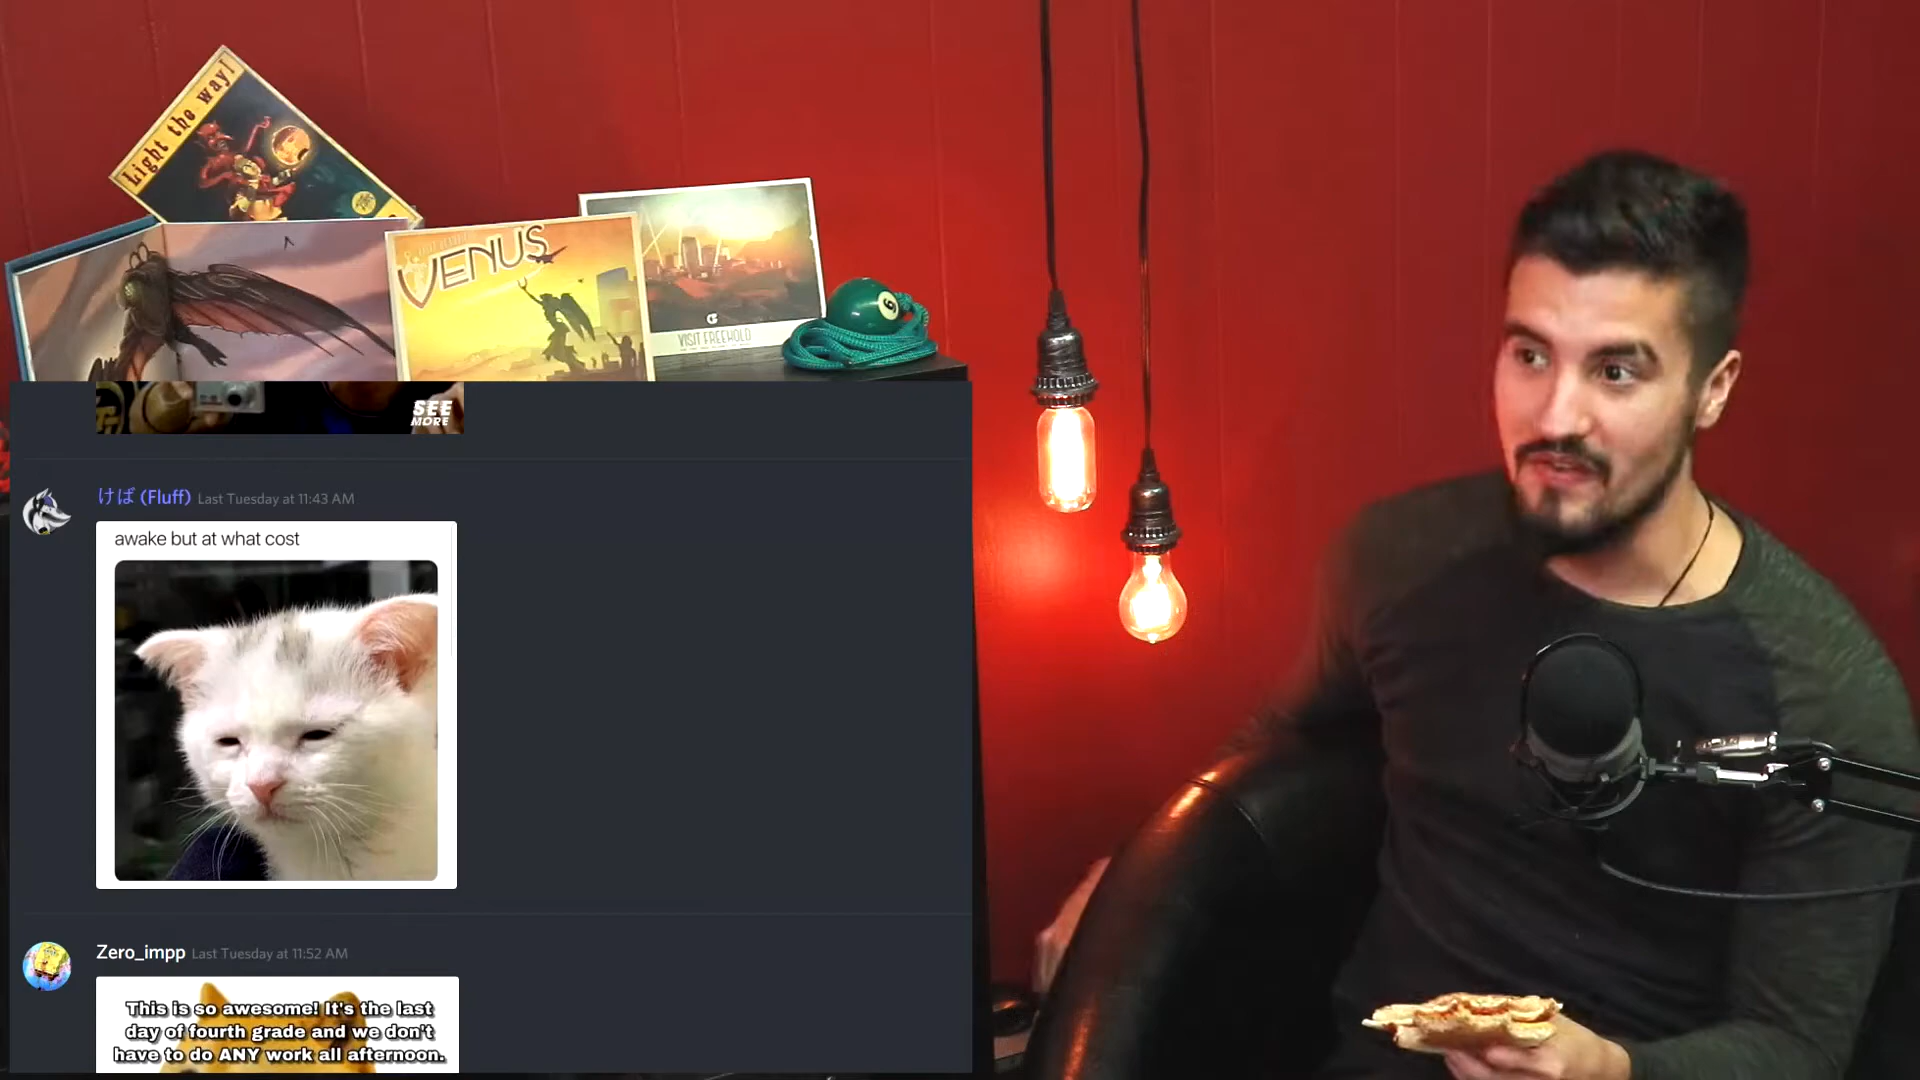 Light the way!
VENUS
VISIT FREEHOLD
6
SEE
MORE
けば (Fluff) Last Tuesday at 11:43 AM
awake but at what cost
Zero_impp Last Tuesday at 11:52 AM
This is so awesome! It's the last
day of fourth grade and we don't
have to do ANY work all afternoon.